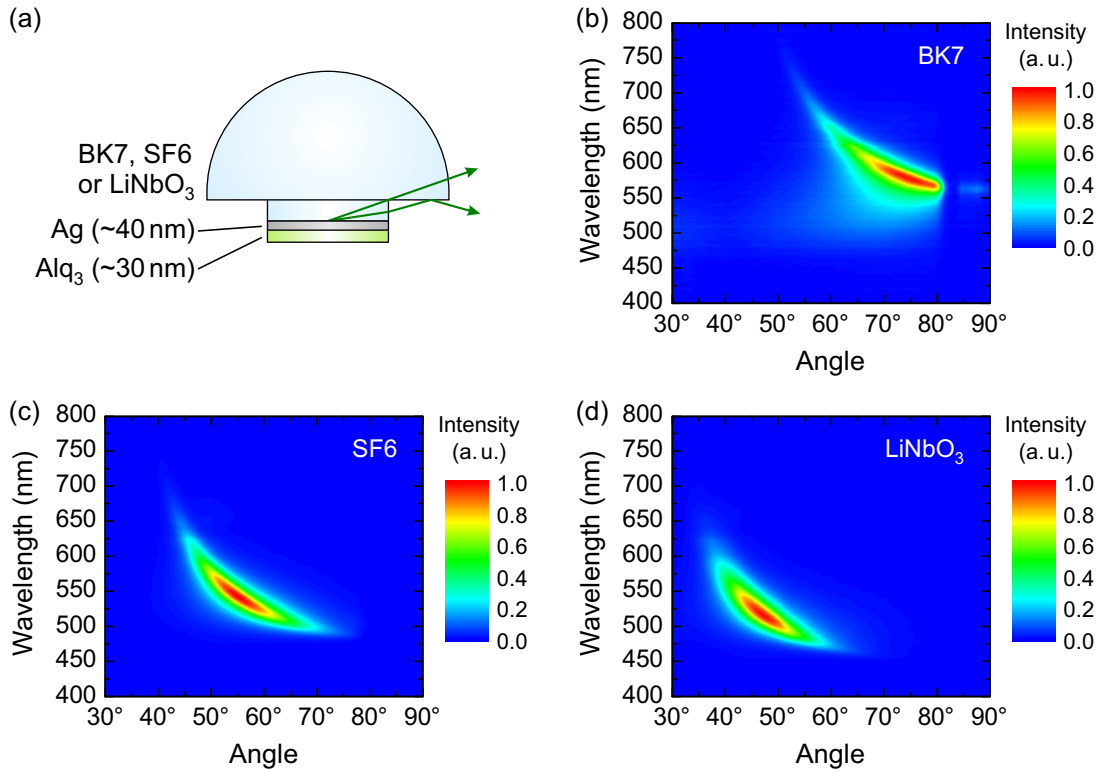 (a)
BK7, SF6
or LiNbO₃
Ag (~40 nm)
Alq₃ (~30 nm)
(b)
800
750
700
650
600
550
500
450
400
Wavelength (nm)
BK7
30° 40° 50° 60° 70° 80° 90°
Angle
Intensity
(a. u.)
1.0
0.8
0.6
0.4
0.2
0.0
(c)
800
750
700
650
600
550
500
450
400
Wavelength (nm)
SF6
30° 40° 50° 60° 70° 80° 90°
Angle
Intensity
(a. u.)
1.0
0.8
0.6
0.4
0.2
0.0
(d)
800
750
700
650
600
550
500
450
400
Wavelength (nm)
LiNbO₃
30° 40° 50° 60° 70° 80° 90°
Angle
Intensity
(a. u.)
1.0
0.8
0.6
0.4
0.2
0.0